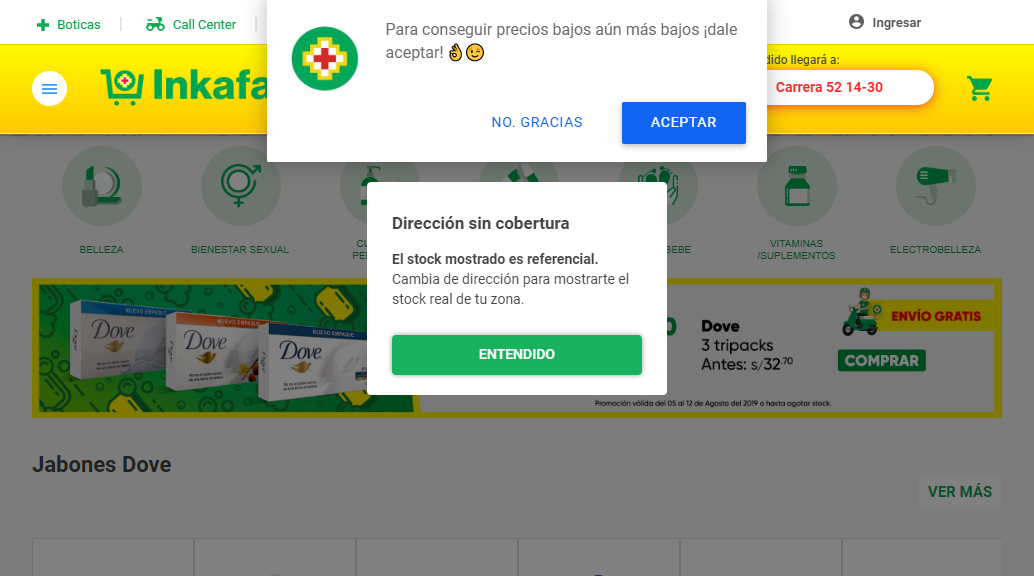 Boticas
Call Center
Ingresar
Para conseguir precios bajos aún más bajos ¡dale
aceptar! 👌😉
NO. GRACIAS
ACEPTAR
Inkafa
dido llegará a:
Carrera 52 14-30
BELLEZA
BIENESTAR SEXUAL
BEBE
VITAMINAS
/SUPLEMENTOS
ELECTROBELLEZA
Dirección sin cobertura
El stock mostrado es referencial.
Cambia de dirección para mostrarte el
stock real de tu zona.
ENTENDIDO
NUEVO EMPAQUE
Dove
NUEVO EMPAQUE
Dove
NUEVO EMPAQUE
Dove
Dove
3 tripacks
Antes: s/32.70
ENVÍO GRATIS
COMPRAR
Promoción válida del 05 al 12 de Agosto del 2019 o hasta agotar stock.
Jabones Dove
VER MÁS